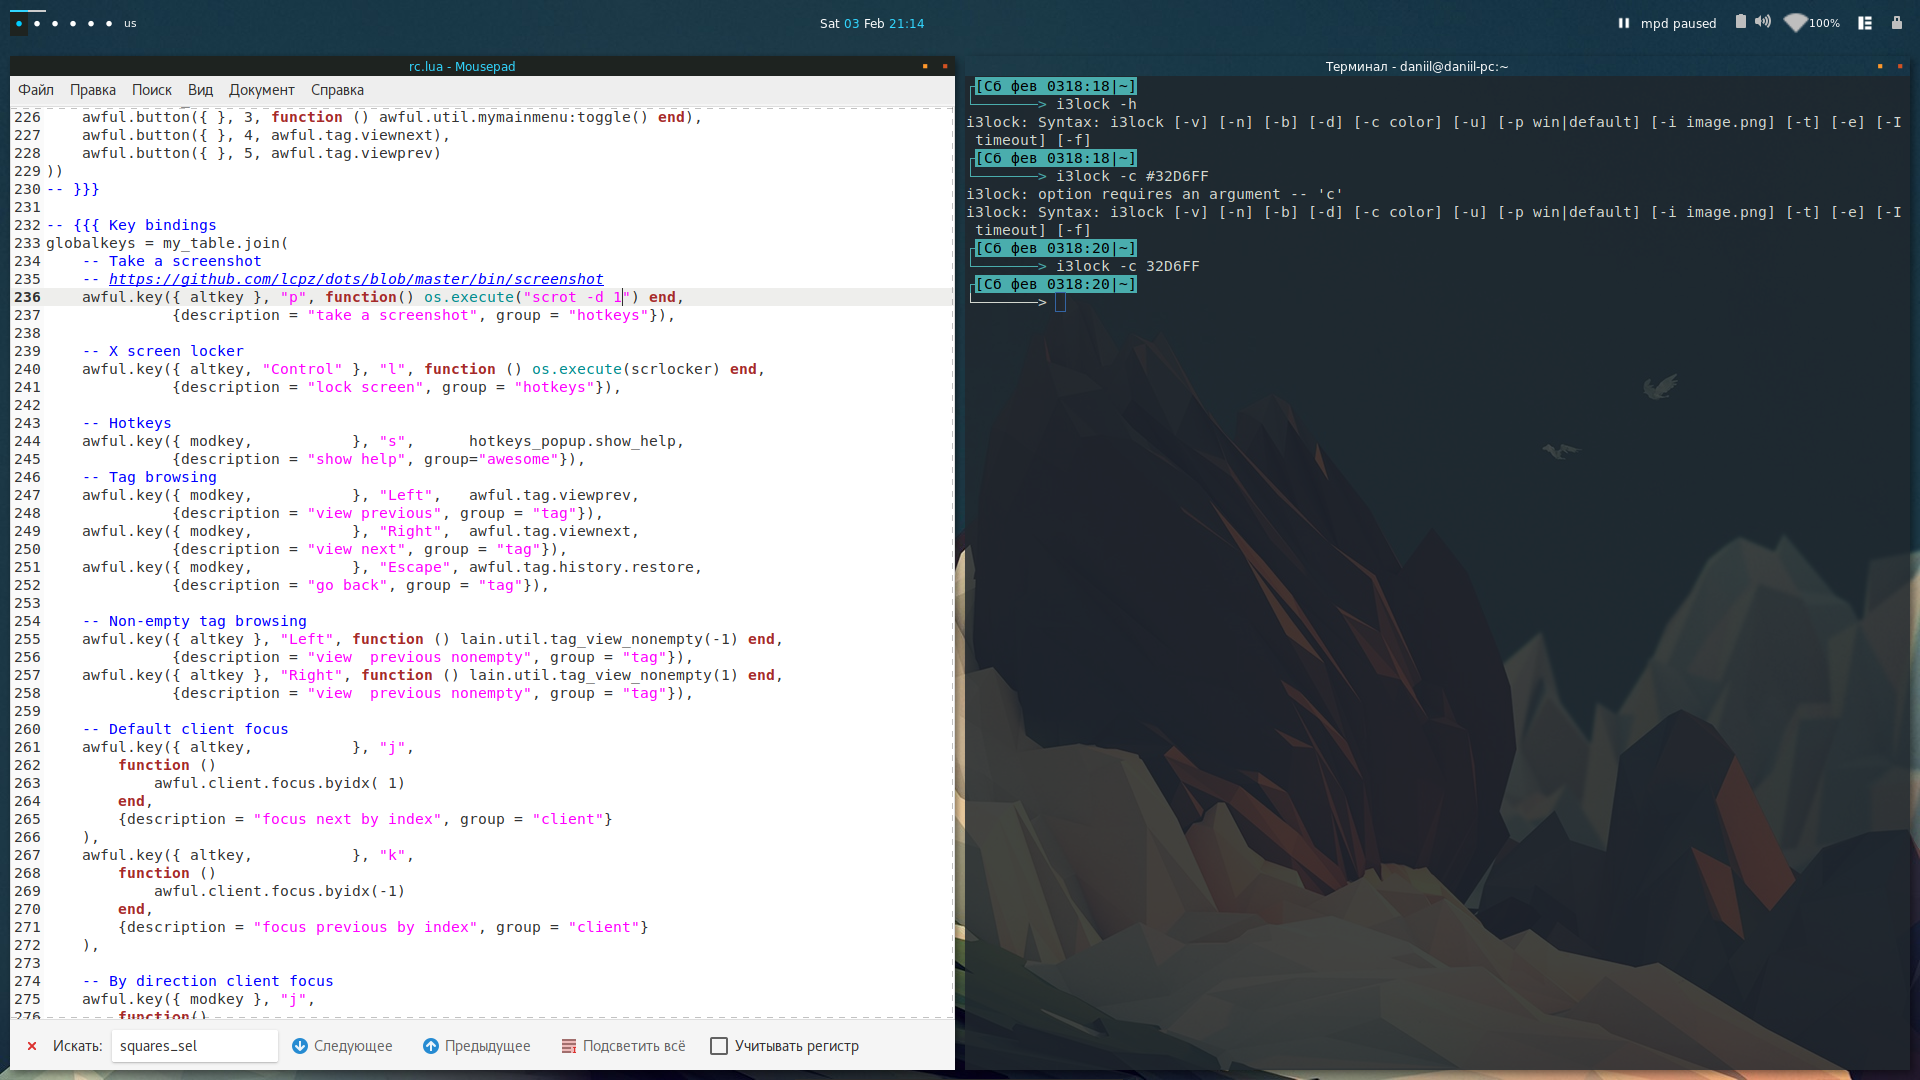 us
Sat 03 Feb 21:14
mpd paused
100%
rc.lua - Mousepad
Файл Правка Поиск Вид Документ Справка
226     awful.button({ }, 3, function () awful.util.mymainmenu:toggle() end),
227     awful.button({ }, 4, awful.tag.viewnext),
228     awful.button({ }, 5, awful.tag.viewprev)
229 ))
230 -- }}}
231
232 -- {{{ Key bindings
233 globalkeys = my_table.join(
234     -- Take a screenshot
235     -- https://github.com/lcpz/dots/blob/master/bin/screenshot
236     awful.key({ altkey }, "p", function() os.execute("scrot -d 1") end,
237               {description = "take a screenshot", group = "hotkeys"}),
238
239     -- X screen locker
240     awful.key({ altkey, "Control" }, "l", function () os.execute(scrlocker) end,
241               {description = "lock screen", group = "hotkeys"}),
242
243     -- Hotkeys
244     awful.key({ modkey,           }, "s",      hotkeys_popup.show_help,
245               {description = "show help", group="awesome"}),
246     -- Tag browsing
247     awful.key({ modkey,           }, "Left",   awful.tag.viewprev,
248               {description = "view previous", group = "tag"}),
249     awful.key({ modkey,           }, "Right",  awful.tag.viewnext,
250               {description = "view next", group = "tag"}),
251     awful.key({ modkey,           }, "Escape", awful.tag.history.restore,
252               {description = "go back", group = "tag"}),
253
254     -- Non-empty tag browsing
255     awful.key({ altkey }, "Left", function () lain.util.tag_view_nonempty(-1) end,
256               {description = "view  previous nonempty", group = "tag"}),
257     awful.key({ altkey }, "Right", function () lain.util.tag_view_nonempty(1) end,
258               {description = "view  previous nonempty", group = "tag"}),
259
260     -- Default client focus
261     awful.key({ altkey,           }, "j",
262         function ()
263             awful.client.focus.byidx( 1)
264         end,
265         {description = "focus next by index", group = "client"}
266     ),
267     awful.key({ altkey,           }, "k",
268         function ()
269             awful.client.focus.byidx(-1)
270         end,
271         {description = "focus previous by index", group = "client"}
272     ),
273
274     -- By direction client focus
275     awful.key({ modkey }, "j",
276         function()
Искать: squares_sel Следующее Предыдущее Подсветить всё Учитывать регистр
Терминал - daniil@daniil-pc:~
[Сб фев 0318:18|~]
> i3lock -h
i3lock: Syntax: i3lock [-v] [-n] [-b] [-d] [-c color] [-u] [-p win|default] [-i image.png] [-t] [-e] [-I
timeout] [-f]
[Сб фев 0318:18|~]
> i3lock -c #32D6FF
i3lock: option requires an argument -- 'c'
i3lock: Syntax: i3lock [-v] [-n] [-b] [-d] [-c color] [-u] [-p win|default] [-i image.png] [-t] [-e] [-I
timeout] [-f]
[Сб фев 0318:20|~]
> i3lock -c 32D6FF
[Сб фев 0318:20|~]
>